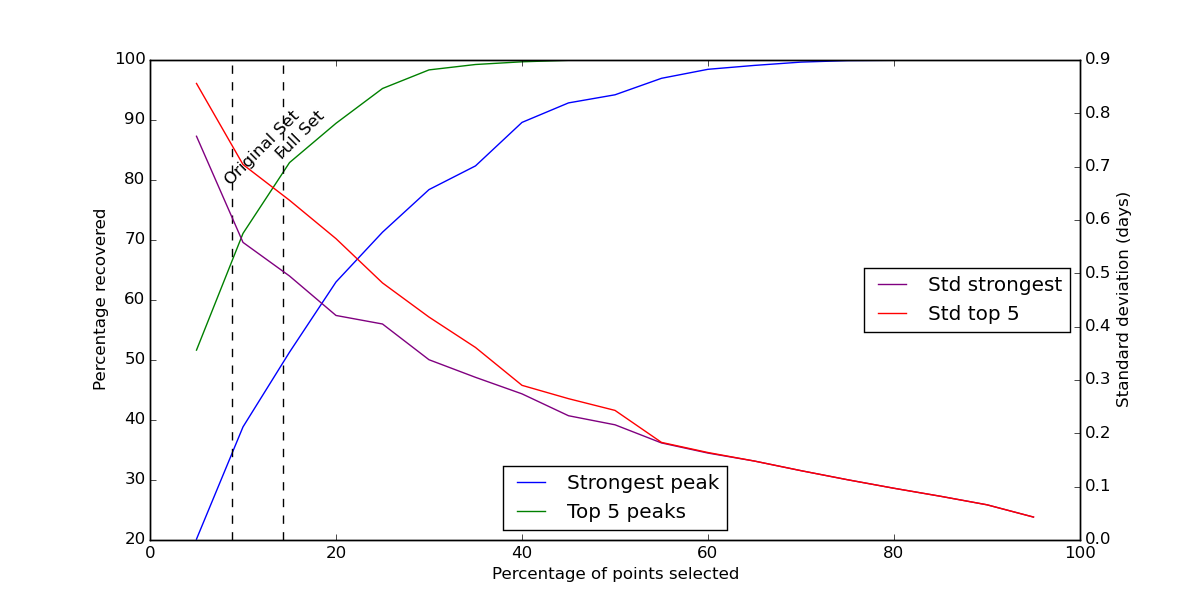 100
90
80
70
60
50
40
30
20
Percentage recovered
0.9
0.8
0.7
0.6
0.5
0.4
0.3
0.2
0.1
0.0
Standard deviation (days)
Original Set
Full Set
Std strongest
Std top 5
Strongest peak
Top 5 peaks
0 20 40 60 80 100
Percentage of points selected